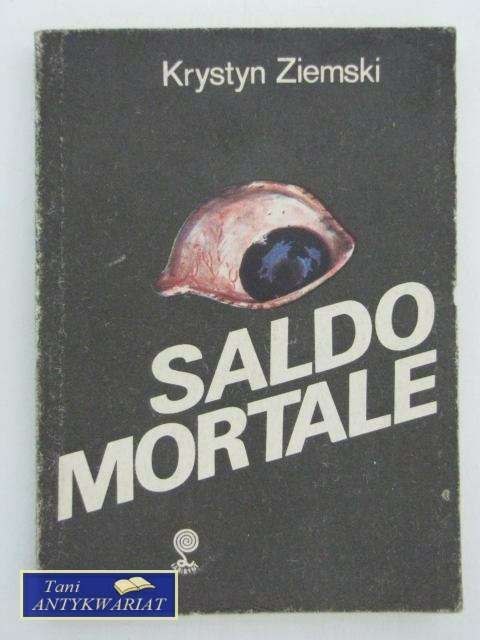 Krystyn Ziemski
SALDO
MORTALE
Tani
ANTYKWARIAT